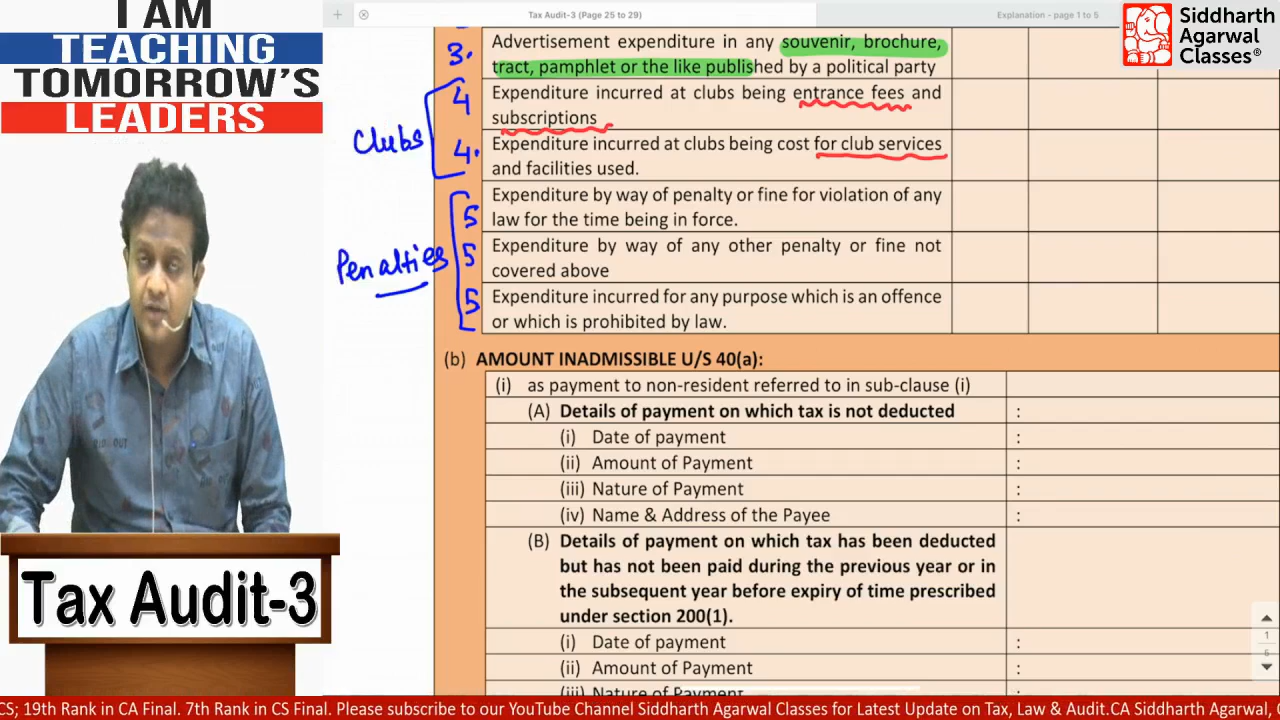 I AM
TEACHING
TOMORROW'S
LEADERS
Tax Audit-3 (Page 25 to 29)
Explanation - page 1 to 5
Siddharth
Agarwal
Classes®
3.
Advertisement expenditure in any souvenir, brochure,
tract, pamphlet or the like published by a political party
Clubs
4
Expenditure incurred at clubs being entrance fees and
subscriptions
4.
Expenditure incurred at clubs being cost for club services
and facilities used.
Penalties
5
Expenditure by way of penalty or fine for violation of any
law for the time being in force.
5
Expenditure by way of any other penalty or fine not
covered above
5
Expenditure incurred for any purpose which is an offence
or which is prohibited by law.
(b) AMOUNT INADMISSIBLE U/S 40(a):
(i) as payment to non-resident referred to in sub-clause (i)
(A) Details of payment on which tax is not deducted :
(i) Date of payment :
(ii) Amount of Payment :
(iii) Nature of Payment :
(iv) Name & Address of the Payee :
(B) Details of payment on which tax has been deducted
but has not been paid during the previous year or in
the subsequent year before expiry of time prescribed
under section 200(1).
(i) Date of payment :
(ii) Amount of Payment :
(iii) Nature of Payment :
1
6
Tax Audit-3
CS; 19th Rank in CA Final. 7th Rank in CS Final. Please subscribe to our YouTube Channel Siddharth Agarwal Classes for Latest Update on Tax, Law & Audit.CA Siddharth Agarwal,